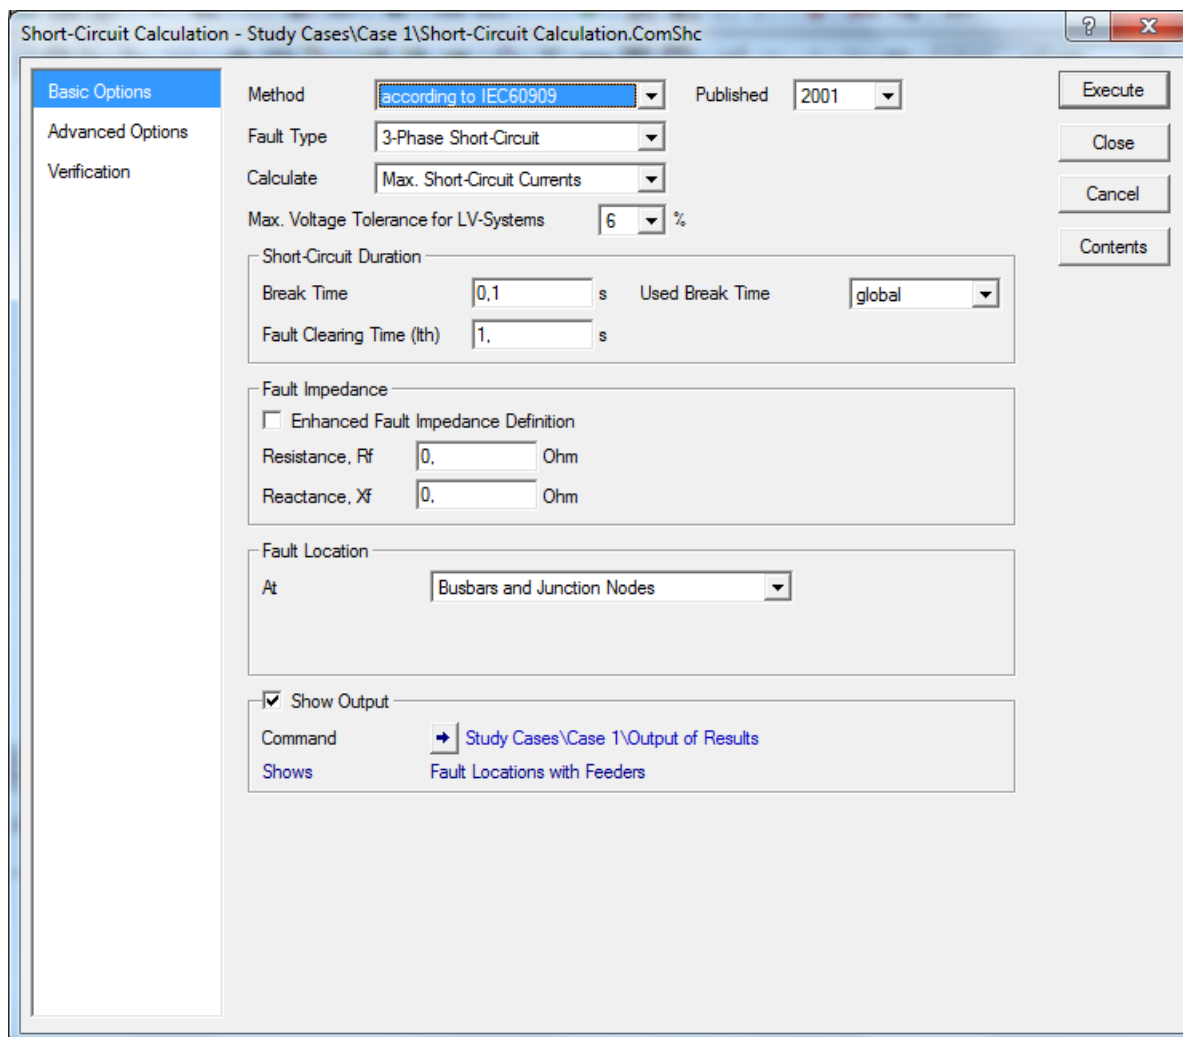 Short-Circuit Calculation - Study Cases\Case 1\Short-Circuit Calculation.ComShc ?
Basic Options
Advanced Options
Verification
Method according to IEC60909 Published 2001
Fault Type 3-Phase Short-Circuit
Calculate Max. Short-Circuit Currents
Max. Voltage Tolerance for LV-Systems 6 %
Short-Circuit Duration
Break Time 0,1 s Used Break Time global
Fault Clearing Time (Ith) 1, s
Fault Impedance
Enhanced Fault Impedance Definition
Resistance, Rf 0, Ohm
Reactance, Xf 0, Ohm
Fault Location
At Busbars and Junction Nodes
Show Output
Command Study Cases\Case 1\Output of Results
Shows Fault Locations with Feeders
Execute
Close
Cancel
Contents